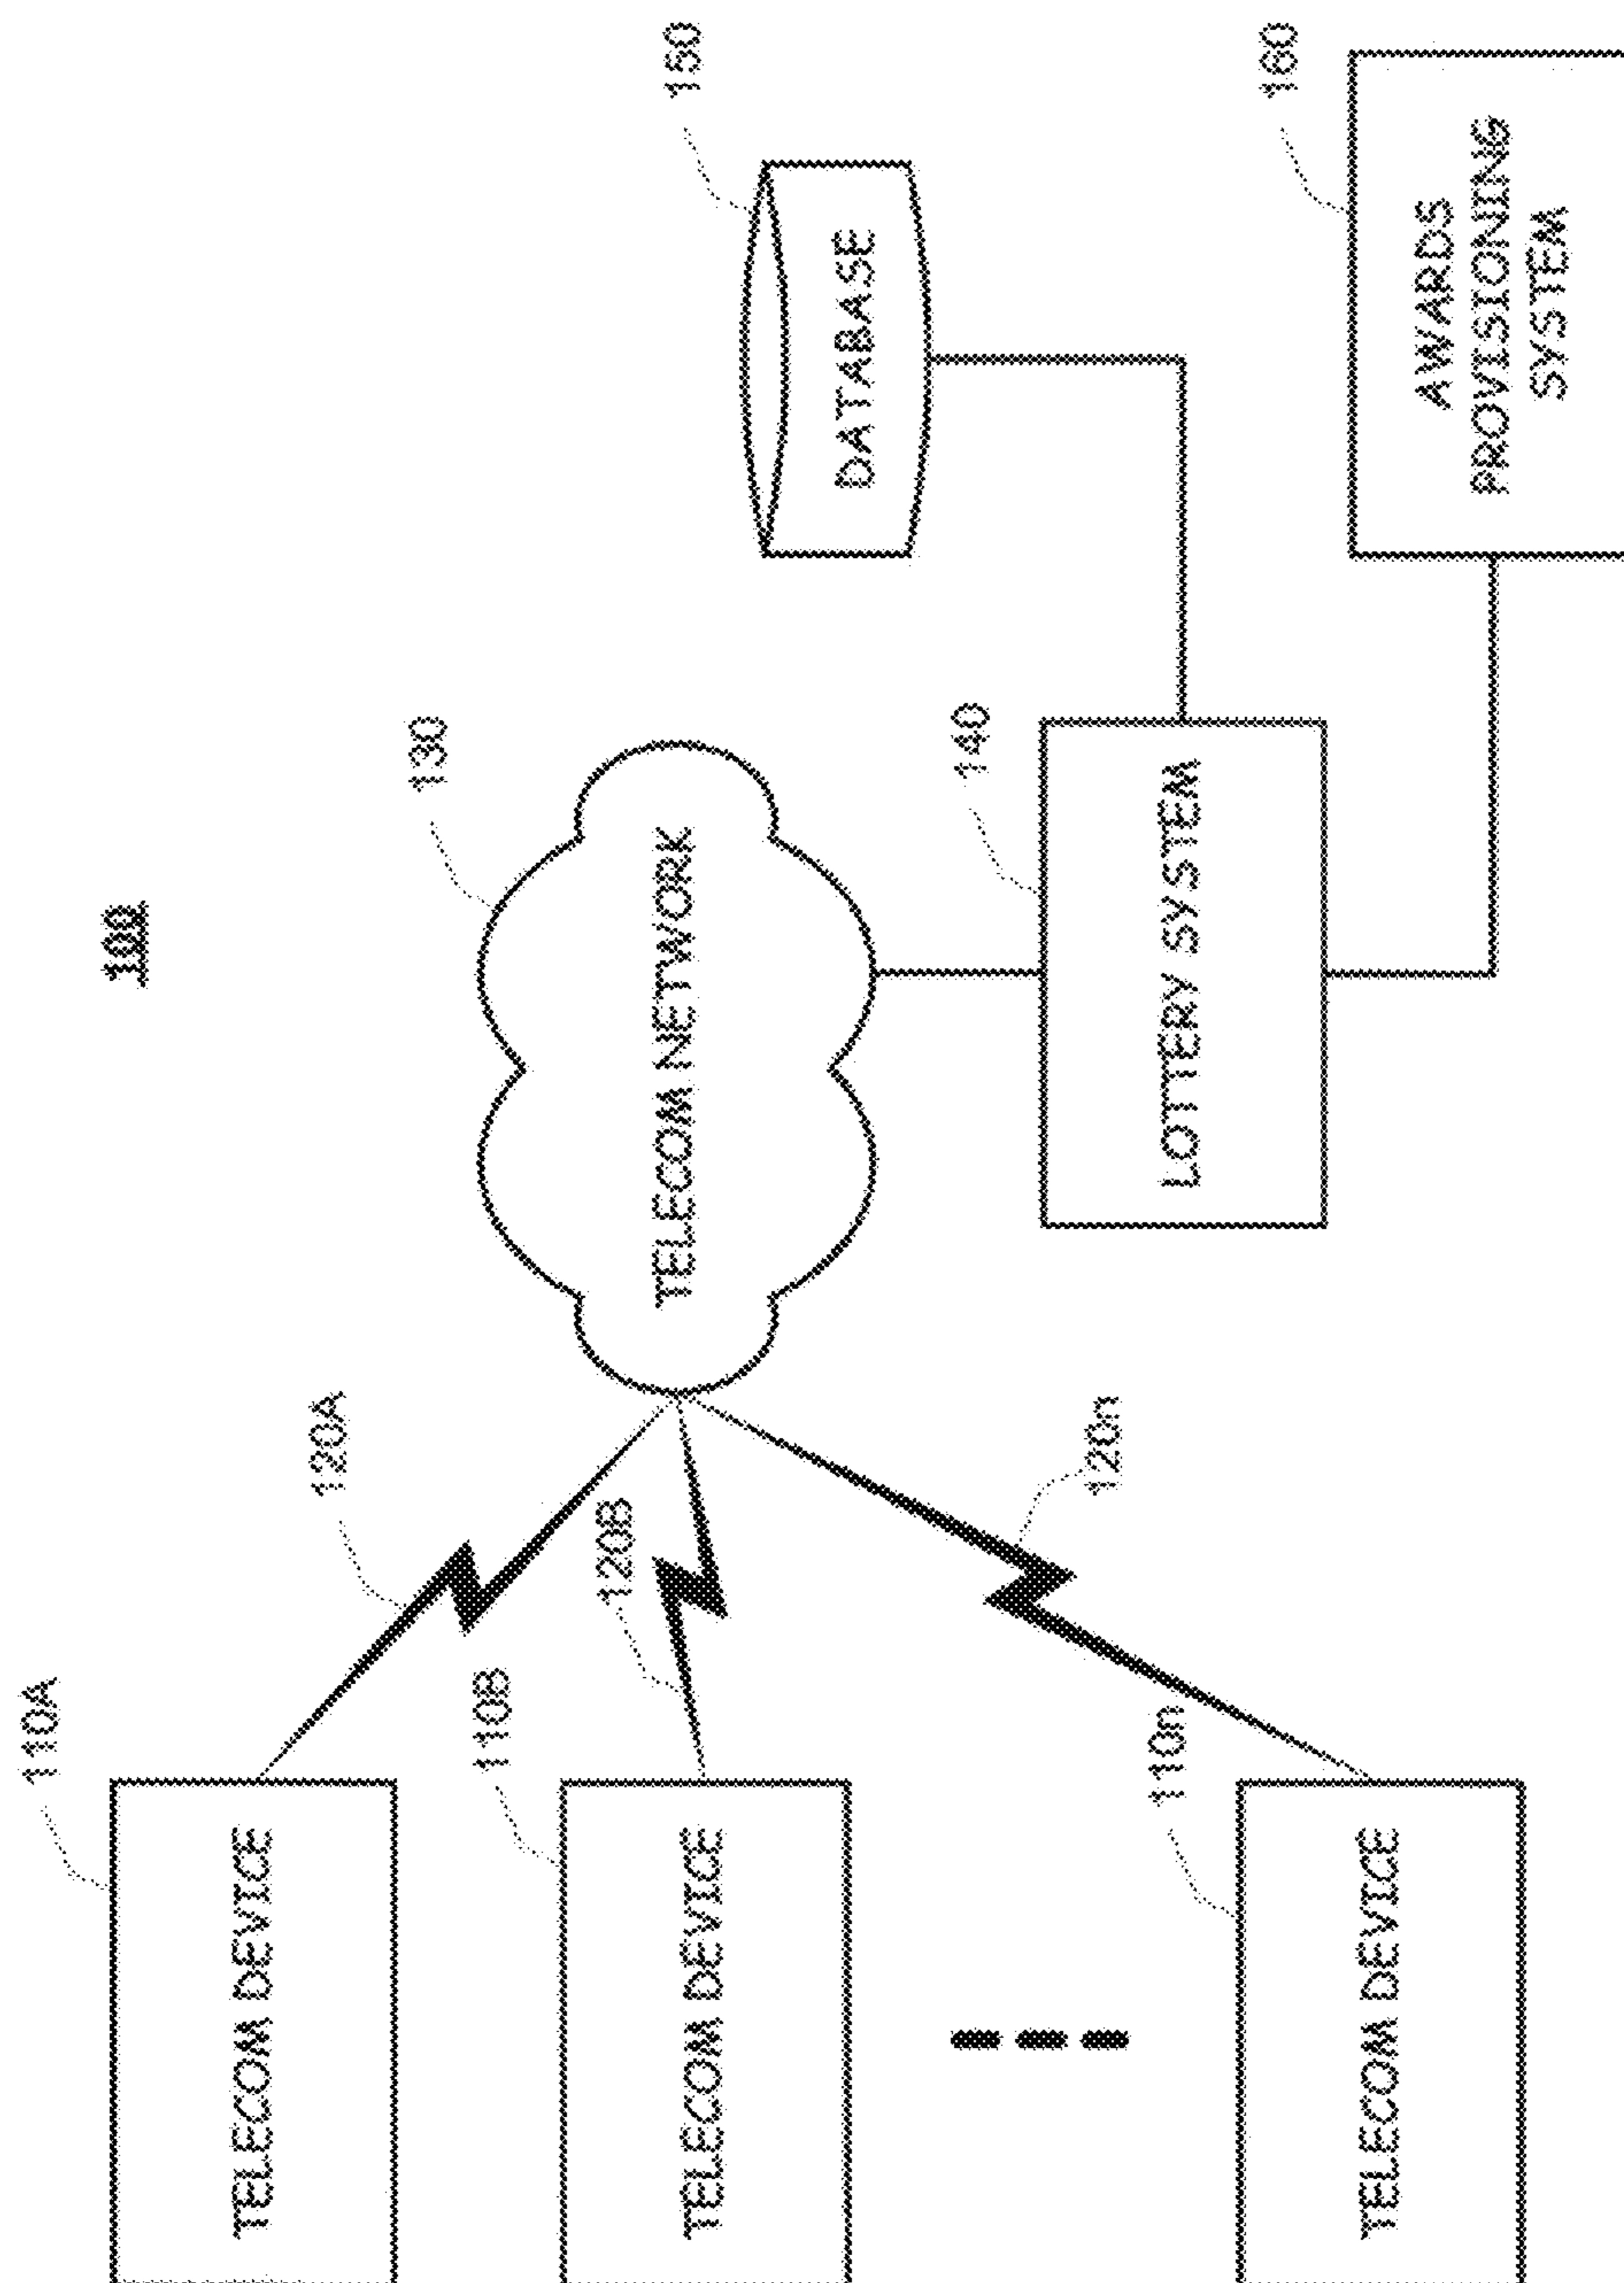 100
110A
TELECOM DEVICE
120A
110B
TELECOM DEVICE
120B
110n
TELECOM DEVICE
120n
130
TELECOM NETWORK
140
LOTTERY SYSTEM
150
DATABASE
160
AWARDS
PROVISIONING
SYSTEM